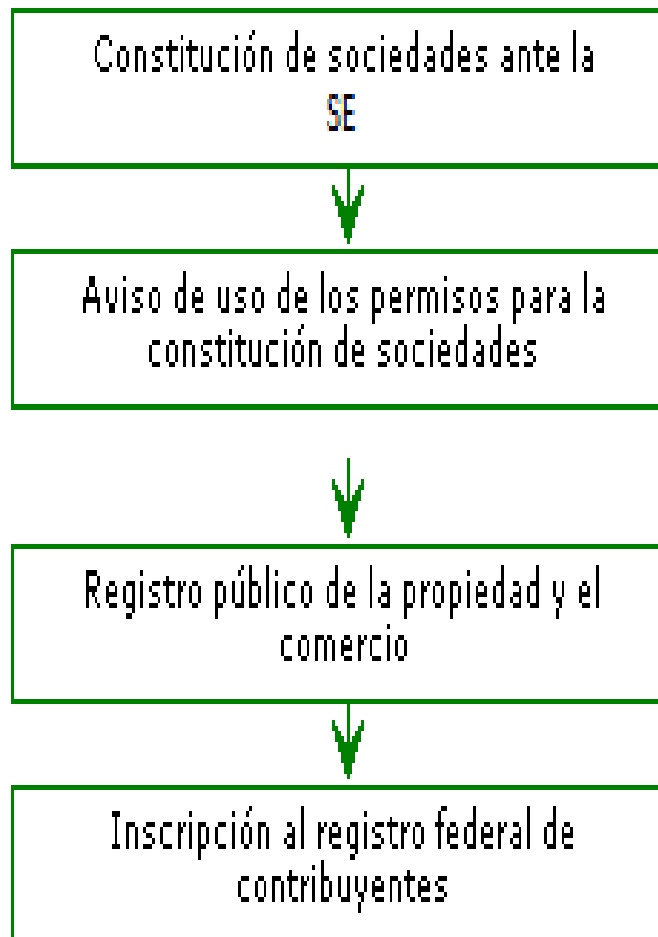 Constitución de sociedades ante la
SE
Aviso de uso de los permisos para la
constitución de sociedades
Registro público de la propiedad y el
comercio
Inscripción al registro federal de
contribuyentes